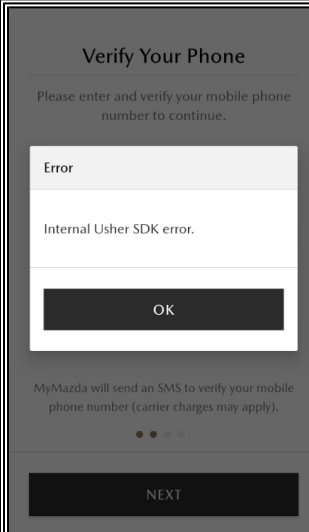 Verify Your Phone
Please enter and verify your mobile phone
number to continue.
Error
Internal Usher SDK error.
OK
MyMazda will send an SMS to verify your mobile
phone number (carrier charges may apply).
NEXT